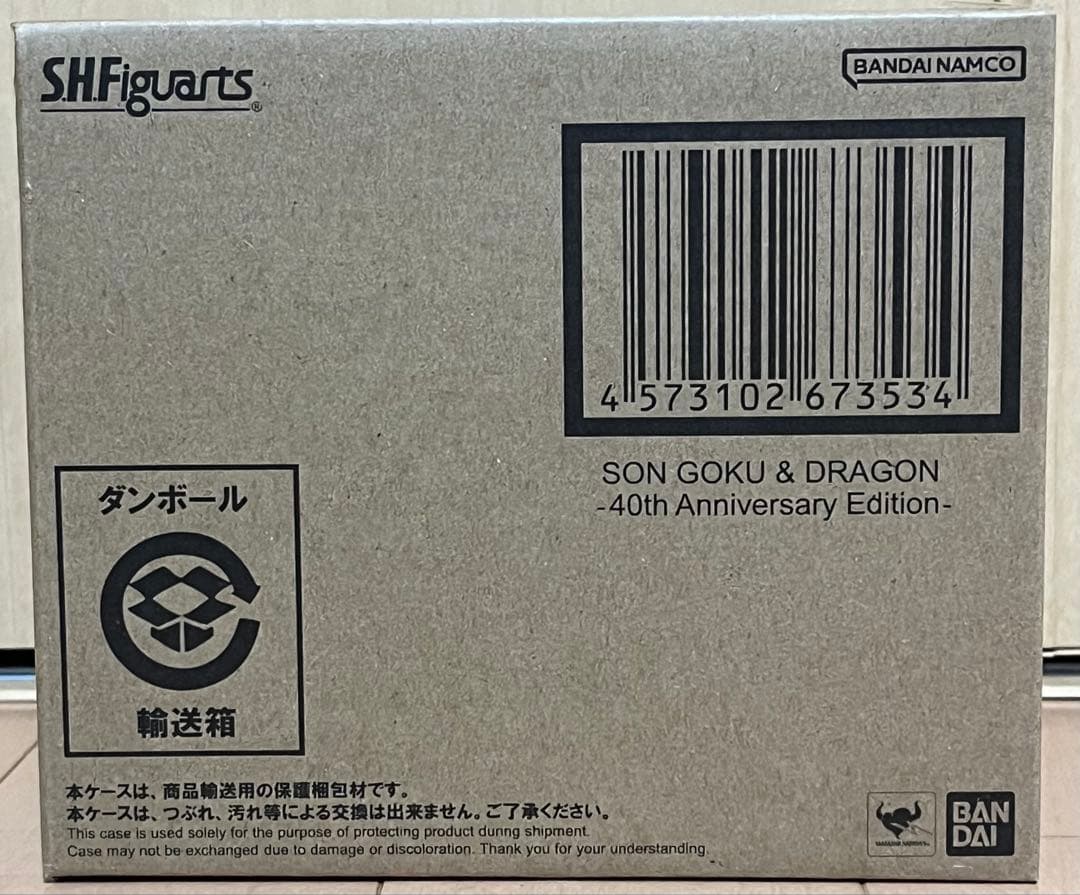 S.H.Figuarts®
BANDAI NAMCO
4 573102 673534
SON GOKU & DRAGON
-40th Anniversary Edition-
ダンボール
輸送箱
本ケースは、商品輸送用の保護梱包材です。
本ケースは、つぶれ、汚れ等による交換は出来ません。ご了承ください。
This case is used solely for the purpose of protecting product during shipment.
Case may not be exchanged due to damage or discoloration. Thank you for your understanding.
TAMASHII NATIONS
BAN
DAI